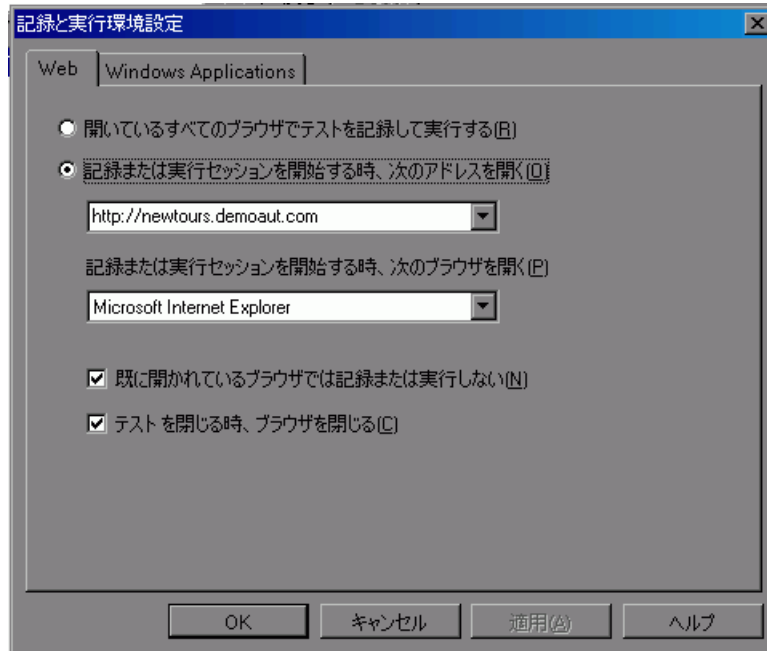 記録と実行環境設定
Web
Windows Applications
開いているすべてのブラウザでテストを記録して実行する(R)
記録または実行セッションを開始する時、次のアドレスを開く(O)
http://newtours.demoaut.com
記録または実行セッションを開始する時、次のブラウザを開く(P)
Microsoft Internet Explorer
既に開かれているブラウザでは記録または実行しない(N)
テストを閉じる時、ブラウザを閉じる(C)
OK
キャンセル
適用(A)
ヘルプ